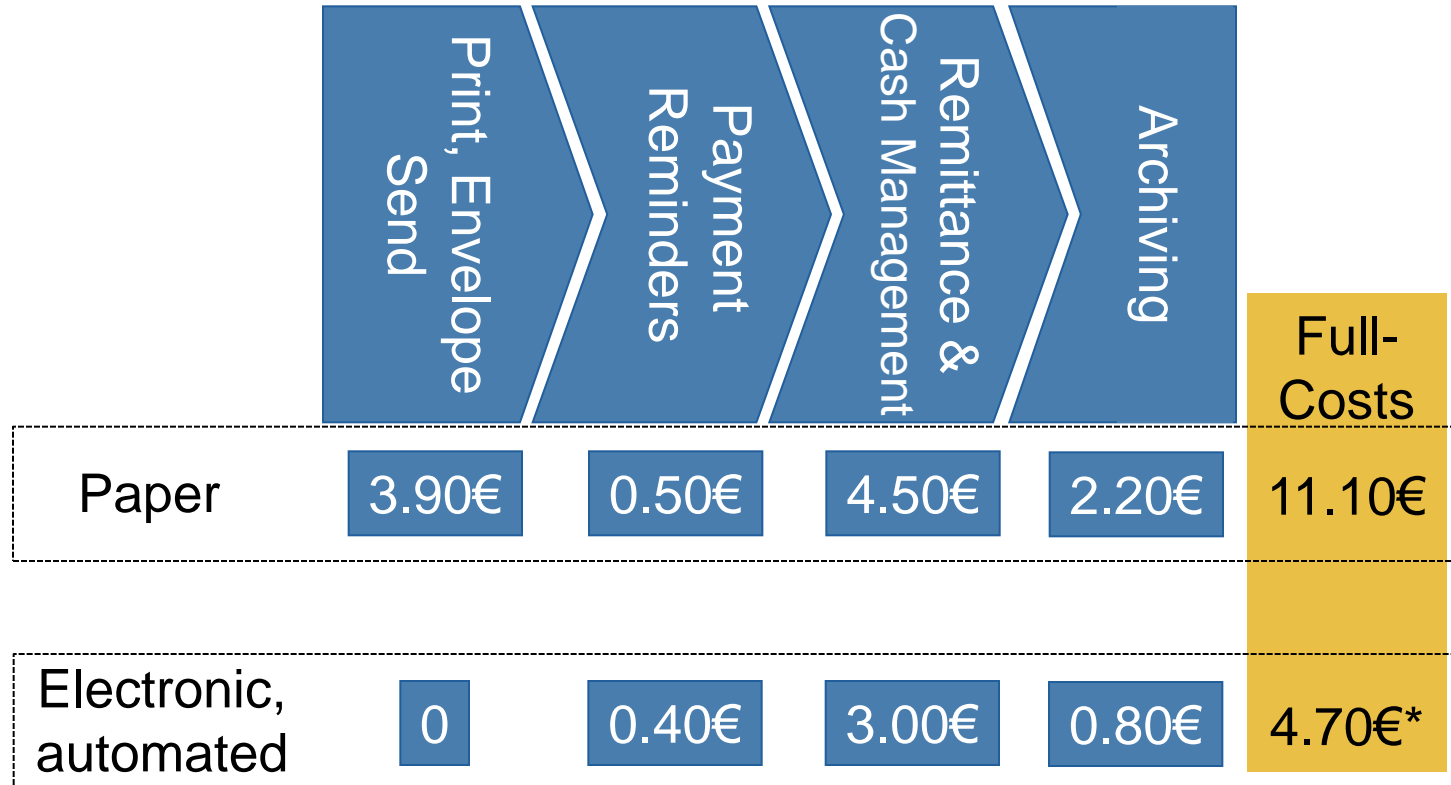 Print, Envelope
Send
Payment
Reminders
Remittance &
Cash Management
Archiving
Full-
Costs
Paper
3.90€
0.50€
4.50€
2.20€
11.10€
Electronic,
automated
0
0.40€
3.00€
0.80€
4.70€*